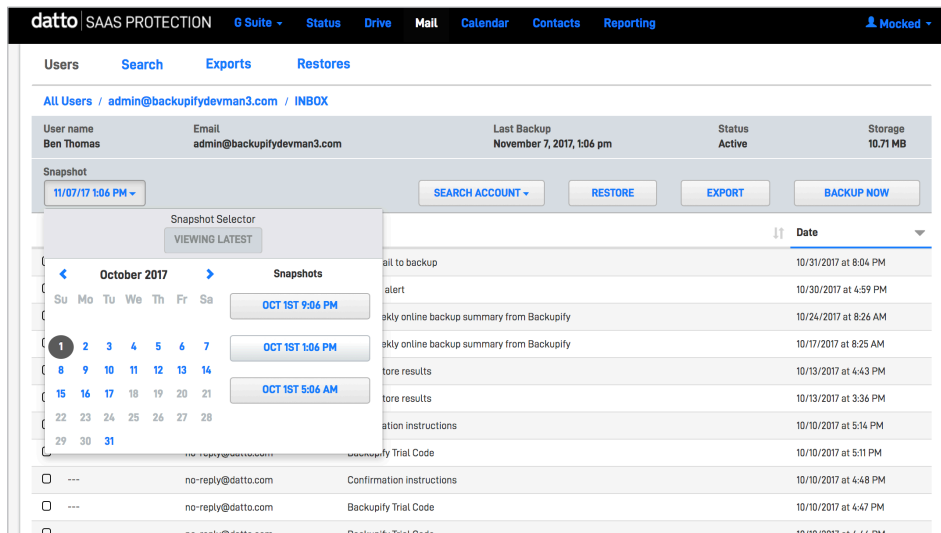 datto SAAS PROTECTION G Suite Status Drive Mail Calendar Contacts Reporting Mocked
Users Search Exports Restores
All Users / admin@backupifydevman3.com / INBOX
User name Email Last Backup Status Storage
Ben Thomas admin@backupifydevman3.com November 7, 2017, 1:06 pm Active 10.71 MB
Snapshot
11/07/17 1:06 PM SEARCH ACCOUNT RESTORE EXPORT BACKUP NOW
Snapshot Selector
VIEWING LATEST
Date
ail to backup 10/31/2017 at 8:04 PM
alert 10/30/2017 at 4:59 PM
ekly online backup summary from Backupify 10/24/2017 at 8:26 AM
ekly online backup summary from Backupify 10/17/2017 at 8:25 AM
tore results 10/13/2017 at 4:43 PM
tore results 10/13/2017 at 3:36 PM
ation instructions 10/10/2017 at 5:14 PM
October 2017 Snapshots
Su Mo Tu We Th Fr Sa
OCT 1ST 9:06 PM
1 2 3 4 5 6 7
OCT 1ST 1:06 PM
8 9 10 11 12 13 14
15 16 17 18 19 20 21
OCT 1ST 5:06 AM
22 23 24 25 26 27 28
29 30 31
no-reply@datto.com Backupify Trial Code 10/10/2017 at 5:11 PM
--- no-reply@datto.com Confirmation instructions 10/10/2017 at 4:48 PM
--- no-reply@datto.com Backupify Trial Code 10/10/2017 at 4:47 PM